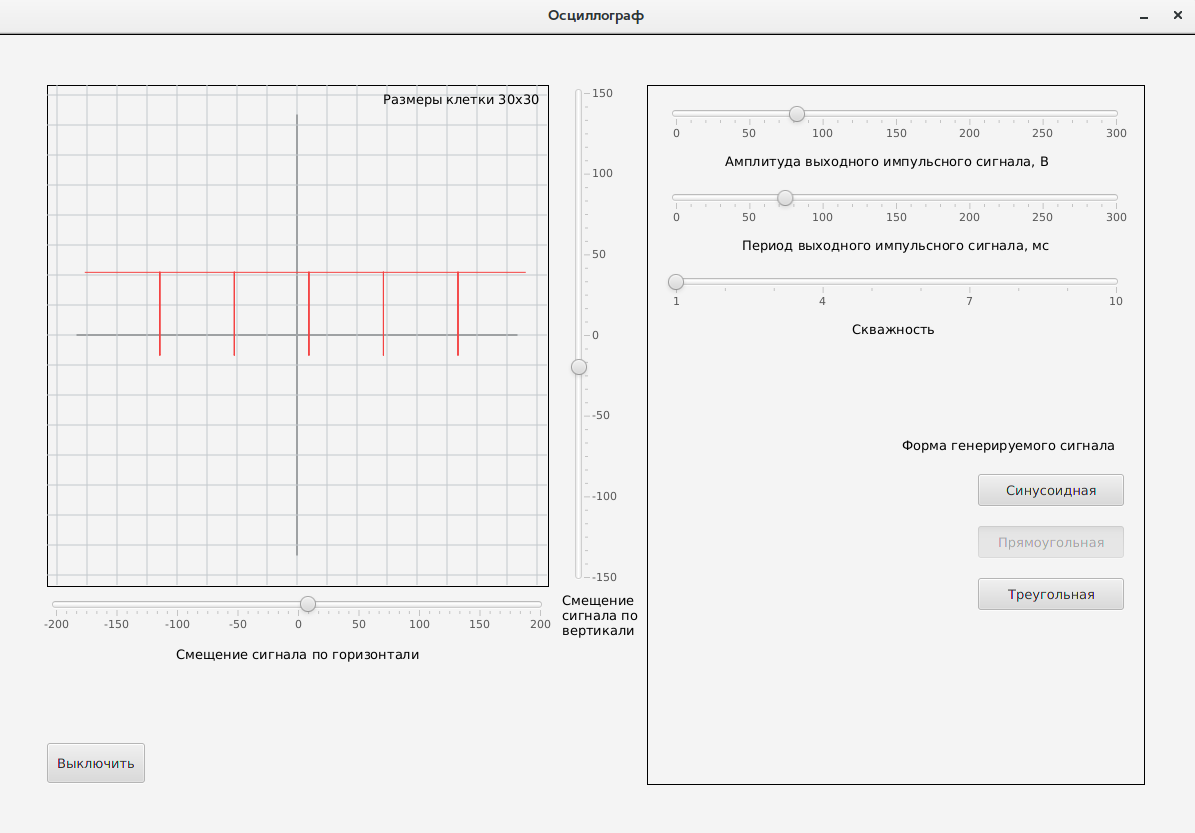 Осциллограф
Размеры клетки 30x30
150
100
50
0
-50
-100
-150
-200 -150 -100 -50 0 50 100 150 200
Смещение сигнала по горизонтали
Смещение
сигнала по
вертикали
Выключить
0 50 100 150 200 250 300
Амплитуда выходного импульсного сигнала, В
0 50 100 150 200 250 300
Период выходного импульсного сигнала, мс
1 4 7 10
Скважность
Форма генерируемого сигнала
Синусоидная
Прямоугольная
Треугольная